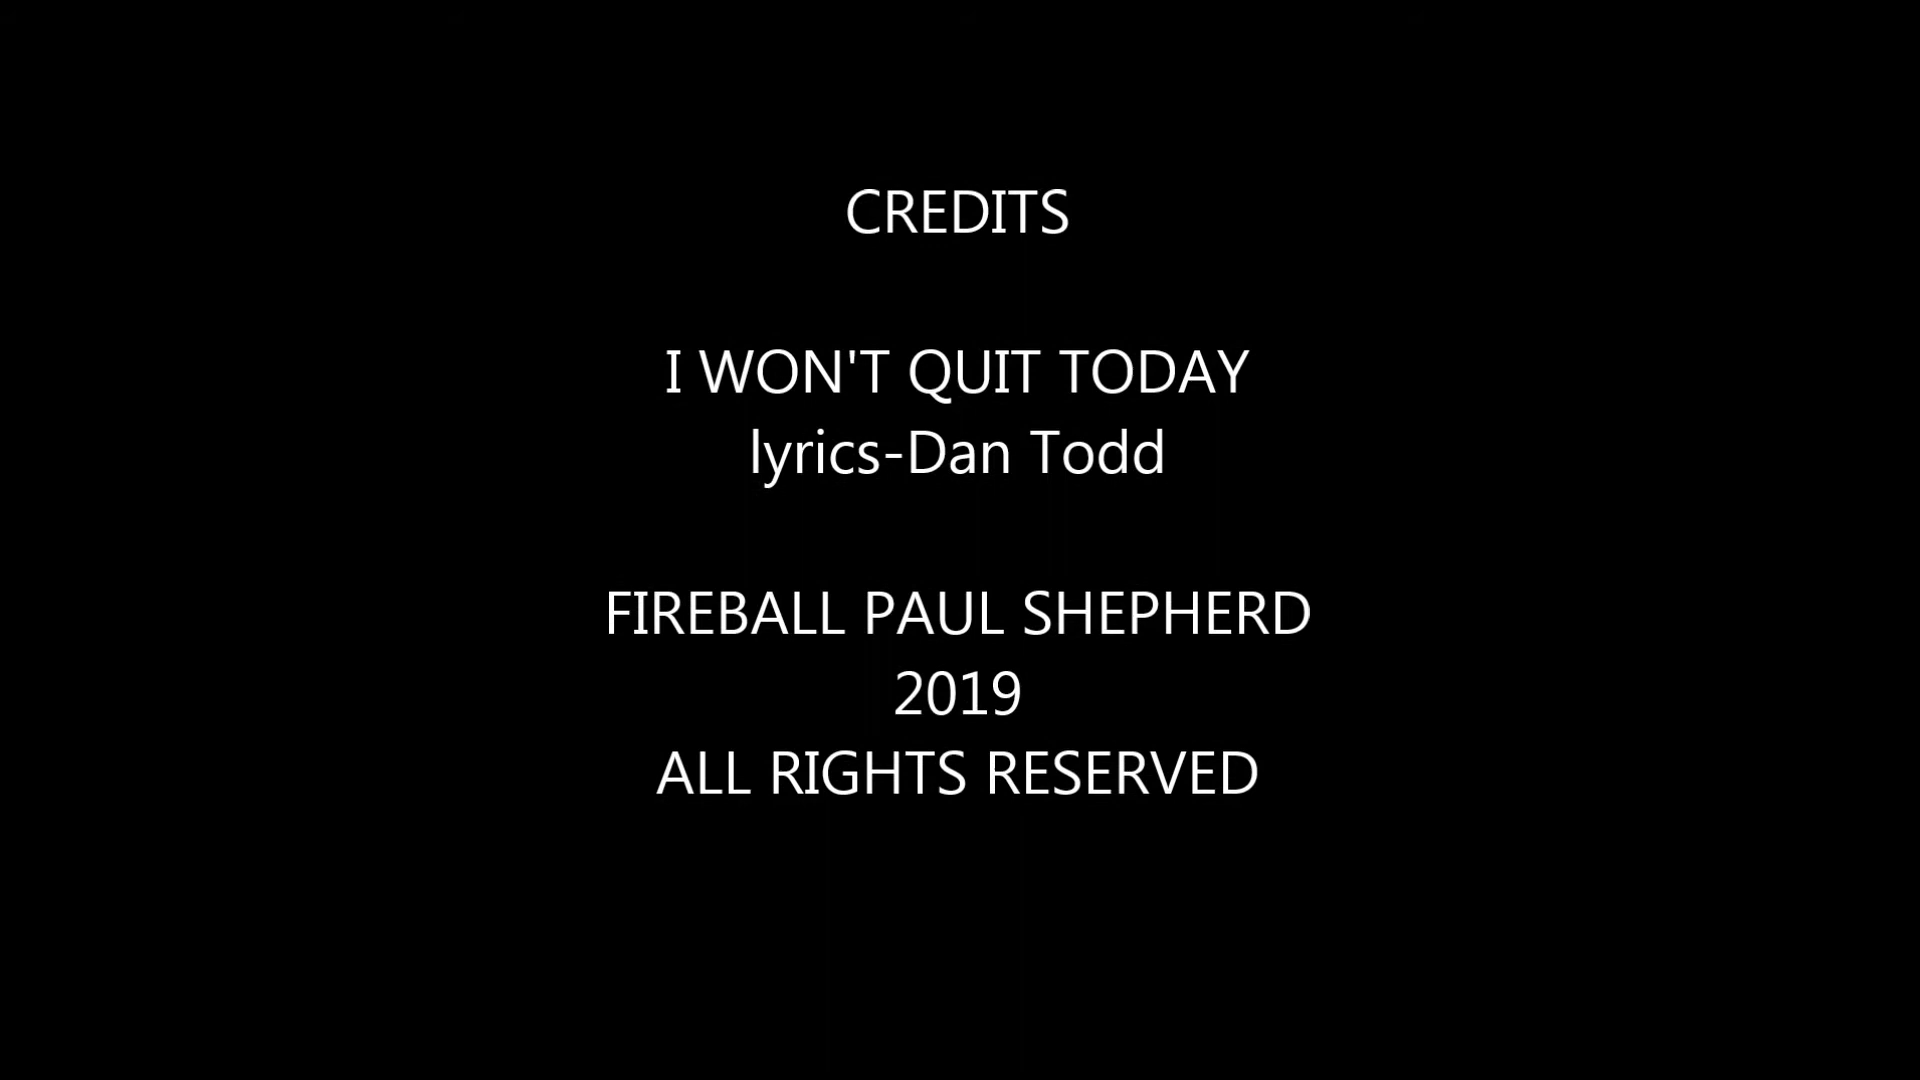 CREDITS
I WON'T QUIT TODAY
lyrics-Dan Todd
FIREBALL PAUL SHEPHERD
2019
ALL RIGHTS RESERVED